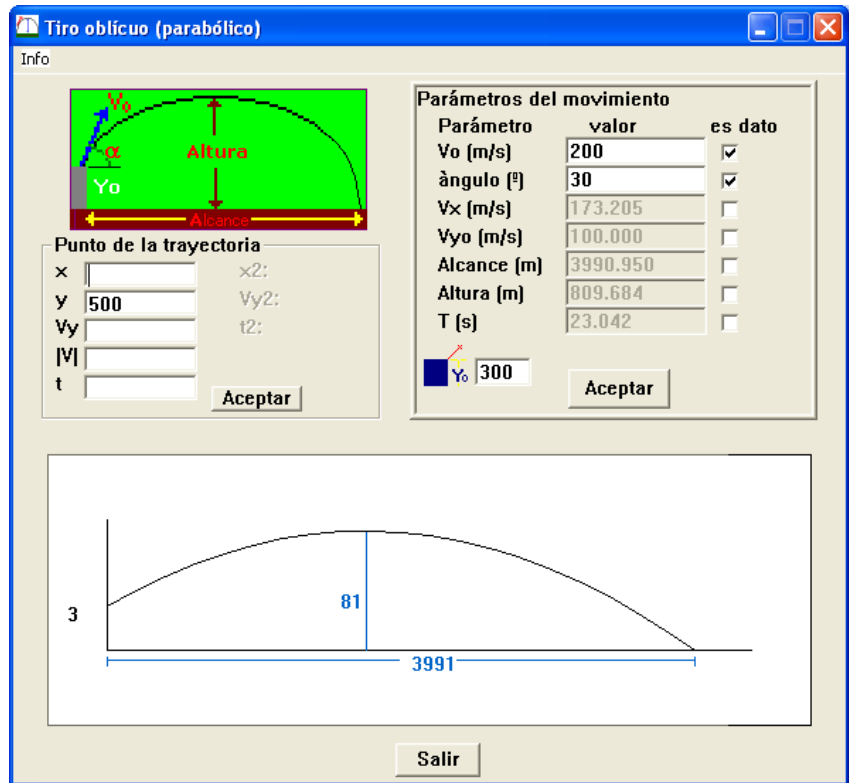 Tiro oblícuo (parabólico)
Info
Vo
α
Altura
Yo
Alcance
Parámetros del movimiento
Parámetro valor es dato
Vo (m/s) 200
àngulo (º) 30
Vx (m/s) 173.205
Vyo (m/s) 100.000
Alcance (m) 3990.950
Altura (m) 809.684
T (s) 23.042
Yo 300
Aceptar
Punto de la trayectoria
x x2:
y 500 Vy2:
Vy t2:
|V|
t
Aceptar
3
81
3991
Salir